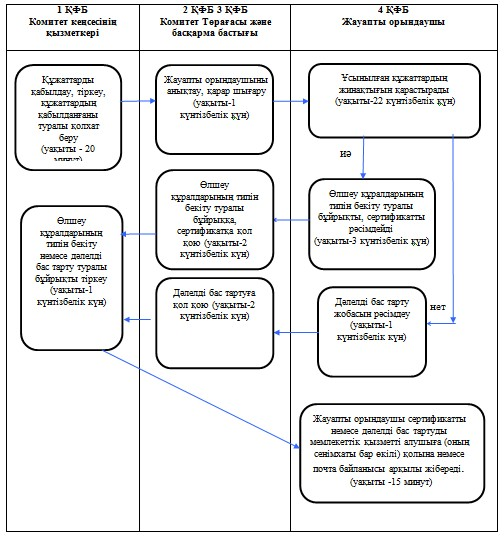 1 ҚФБ
Комитет кеңсесінің
қызметкері
2 ҚФБ 3 ҚФБ
Комитет Төрағасы және
басқарма бастығы
4 ҚФБ
Жауапты орындаушы
Құжаттарды
қабылдау, тіркеу,
құжаттардың
қабылданғаны
туралы қолхат
беру
(уақыты - 20
минут)
Жауапты орындаушыны
анықтау, қарар шығару
(уақыты-1
күнтізбелік күн)
Ұсынылған құжаттардың
жинақтығын қарастырады
(уақыты-22 күнтізбелік күн)
иә
Өлшеу
құралдарының типін
бекіту туралы
бұйрыққа,
сертификатқа қол
қою (уақыты-2
күнтізбелік күн)
Өлшеу құралдарының
типін бекіту туралы
бұйрықты, сертификатты
рәсімдейді
(уақыты-3 күнтізбелік күн)
Өлшеу
құралдарының
типін бекіту
немесе дәлелді
бас тарту туралы
бұйрықты тіркеу
(уақыты-1
күнтізбелік күн)
Дәлелді бас тартуға
қол қою (уақыты-2
күнтізбелік күн)
Дәлелді бас тарту
жобасын рәсімдеу
(уақыты-1
күнтізбелік күн)
нет
Жауапты орындаушы сертификатты
немесе дәлелді бас тартуды
мемлекеттік қызметті алушыға (оның
сенімхаты бар өкілі) қолына немесе
почта байланысы арқылы жібереді.
(уақыты -15 минут)